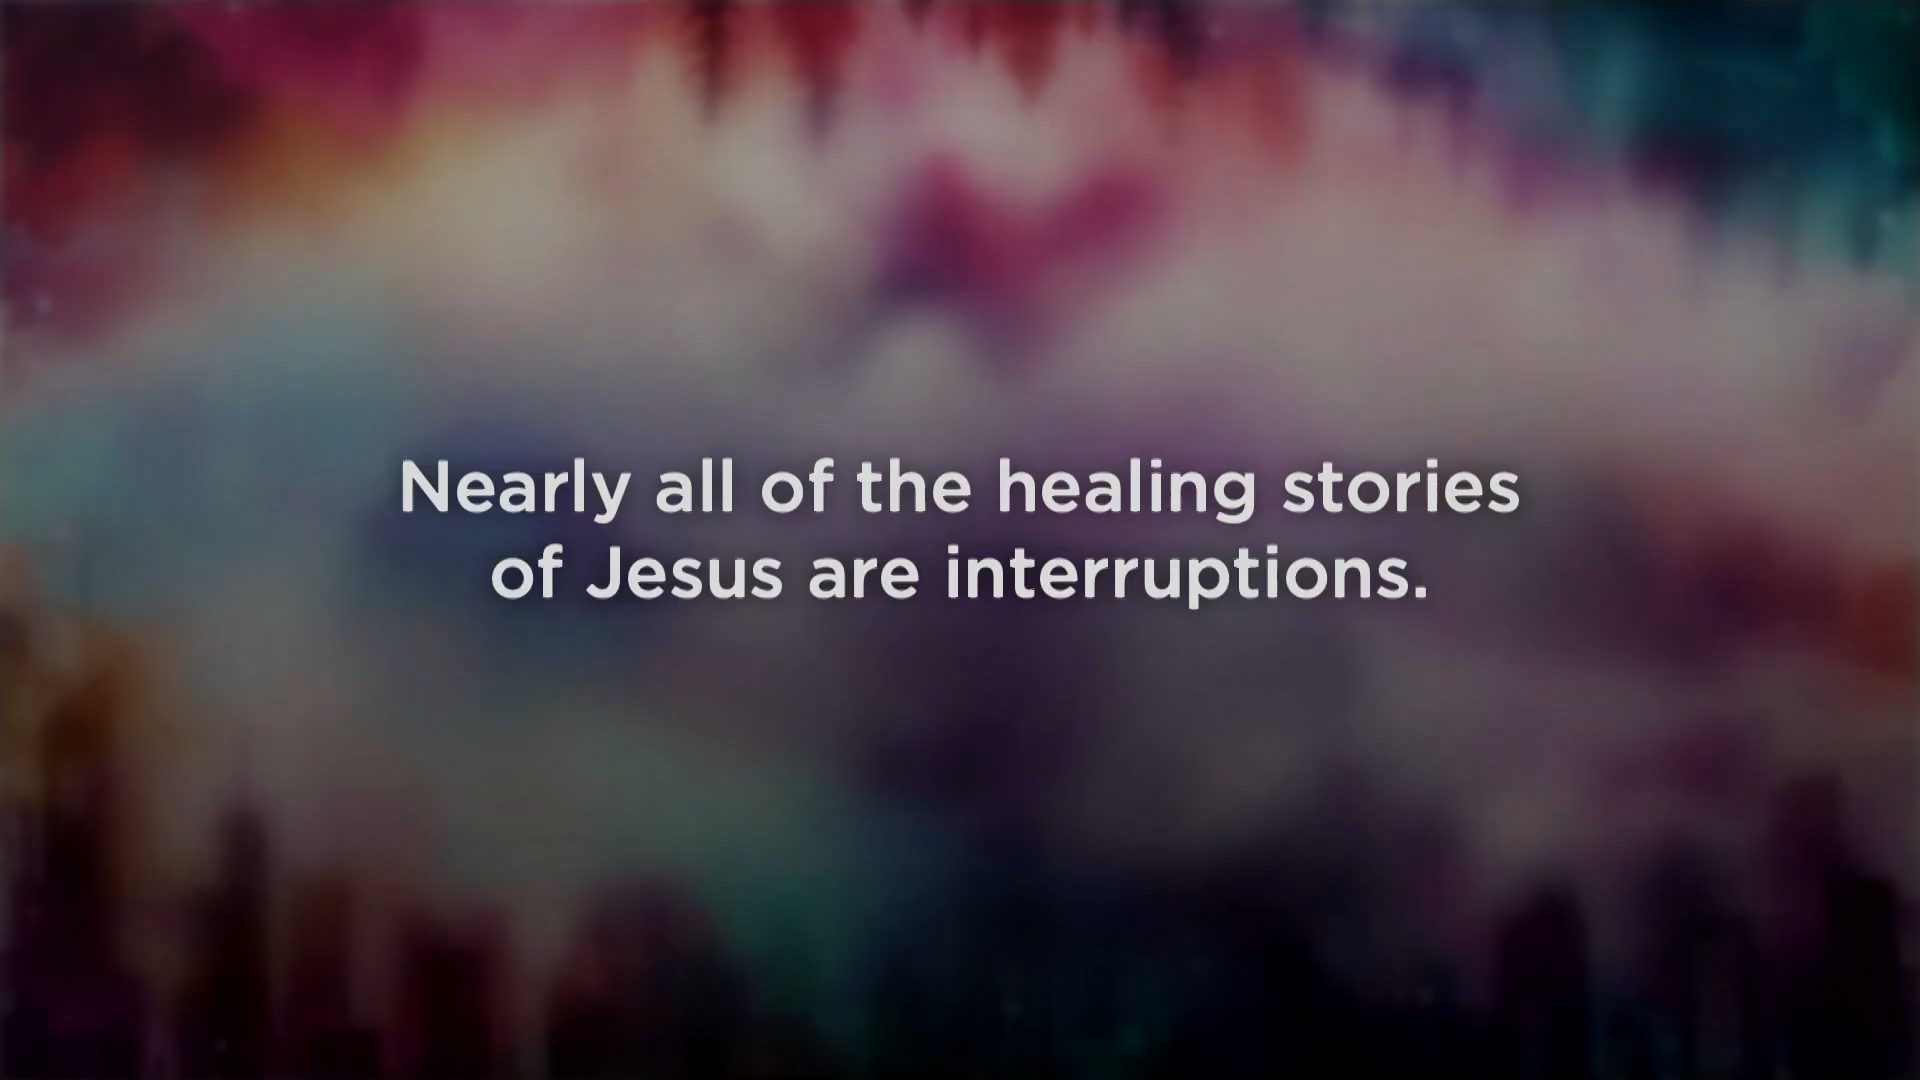 Nearly all of the healing stories
of Jesus are interruptions.